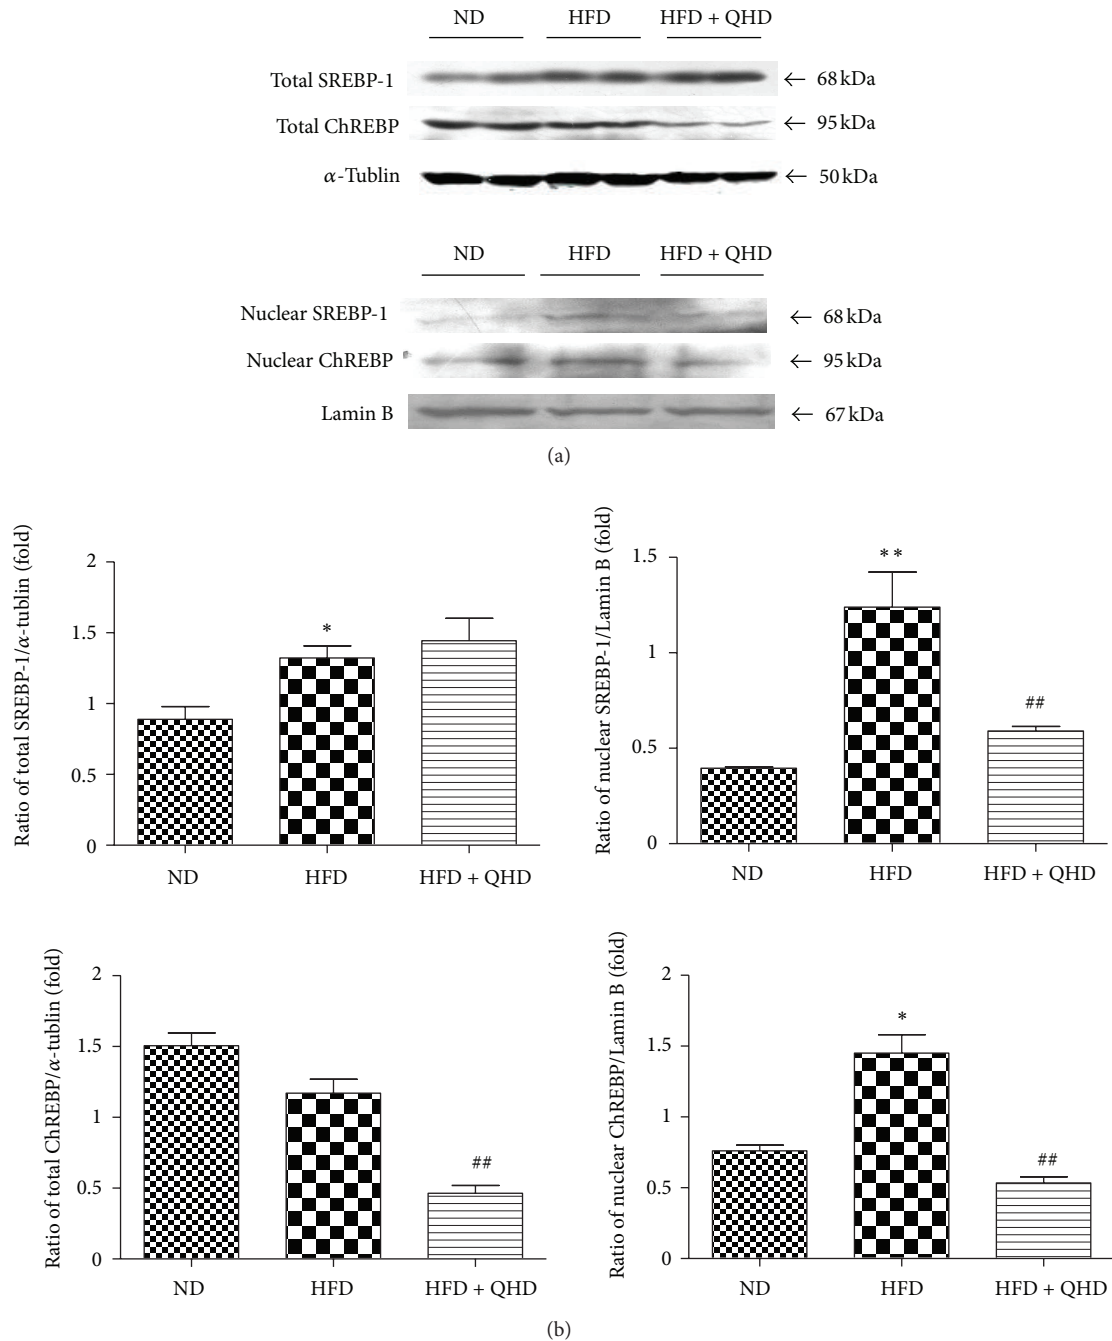 ND HFD HFD + QHD
Total SREBP-1 ← 68 kDa
Total ChREBP ← 95 kDa
α-Tublin ← 50 kDa
ND HFD HFD + QHD
Nuclear SREBP-1 ← 68 kDa
Nuclear ChREBP ← 95 kDa
Lamin B ← 67 kDa
(a)
Ratio of total SREBP-1/α-tublin (fold)
2
1.5
1
0.5
0
*
ND HFD HFD + QHD
Ratio of nuclear SREBP-1/Lamin B (fold)
1.5
1
0.5
0
**
##
ND HFD HFD + QHD
Ratio of total ChREBP/α-tublin (fold)
2
1.5
1
0.5
0
##
ND HFD HFD + QHD
Ratio of nuclear ChREBP/Lamin B (fold)
2
1.5
1
0.5
0
*
##
ND HFD HFD + QHD
(b)